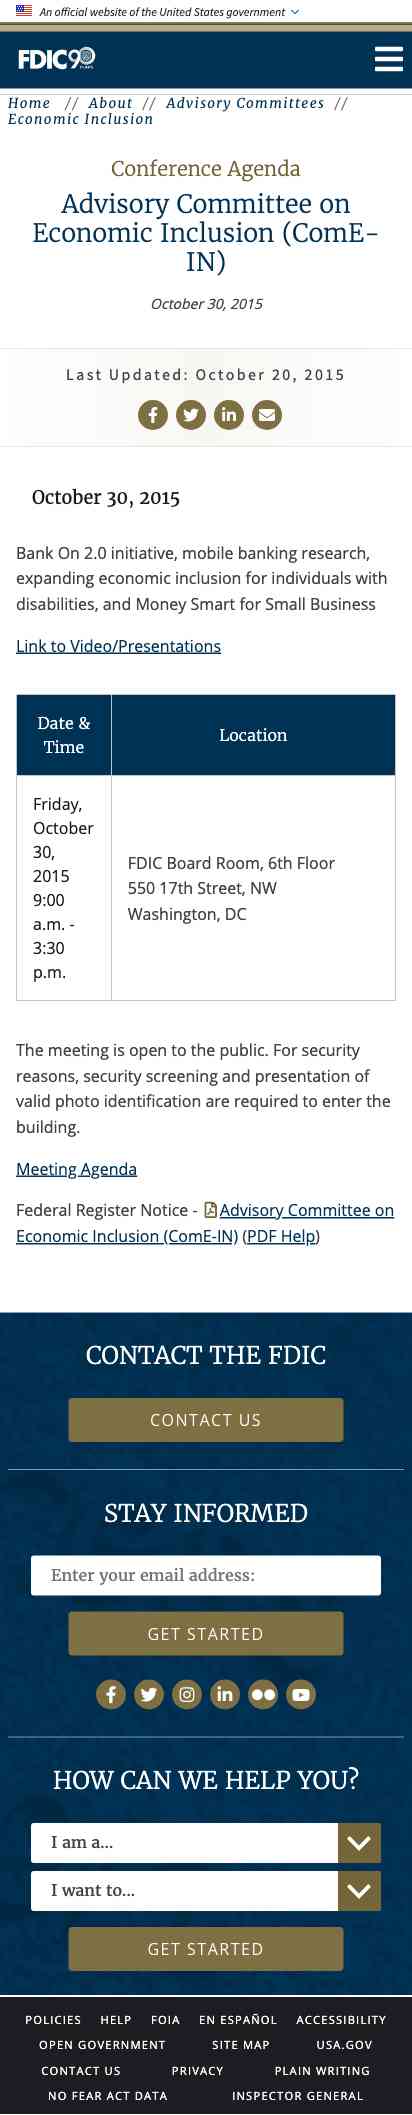 An official website of the United States government
FDIC 90
Home // About // Advisory Committees //
Economic Inclusion
Conference Agenda
Advisory Committee on
Economic Inclusion (ComE-
IN)
October 30, 2015
Last Updated: October 20, 2015
October 30, 2015
Bank On 2.0 initiative, mobile banking research,
expanding economic inclusion for individuals with
disabilities, and Money Smart for Small Business
Link to Video/Presentations
Date &
Time
Location
Friday,
October
30,
2015
9:00
a.m. -
3:30
p.m.
FDIC Board Room, 6th Floor
550 17th Street, NW
Washington, DC
The meeting is open to the public. For security
reasons, security screening and presentation of
valid photo identification are required to enter the
building.
Meeting Agenda
Federal Register Notice - Advisory Committee on
Economic Inclusion (ComE-IN) (PDF Help)
CONTACT THE FDIC
CONTACT US
STAY INFORMED
Enter your email address:
GET STARTED
HOW CAN WE HELP YOU?
I am a...
I want to...
GET STARTED
POLICIES HELP FOIA EN ESPAÑOL ACCESSIBILITY
OPEN GOVERNMENT SITE MAP USA.GOV
CONTACT US PRIVACY PLAIN WRITING
NO FEAR ACT DATA INSPECTOR GENERAL